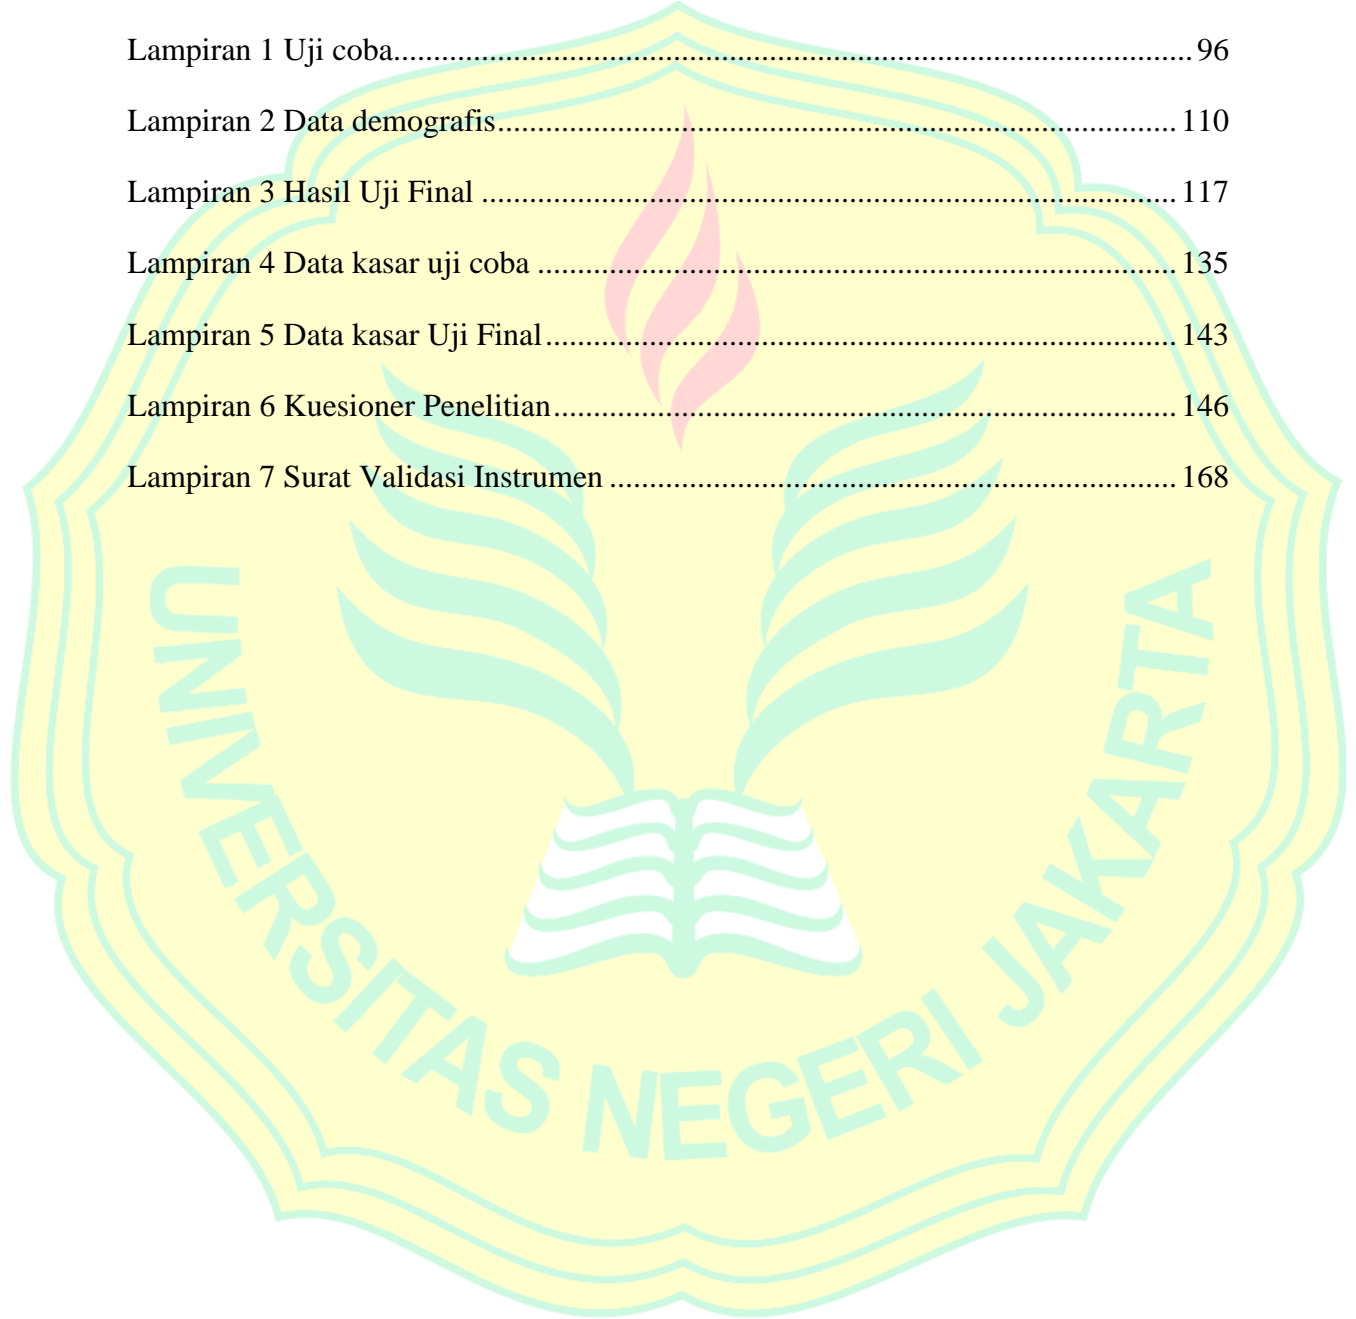 Lampiran 1 Uji coba.................................................................................................... 96
Lampiran 2 Data demografis..................................................................................... 110
Lampiran 3 Hasil Uji Final ....................................................................................... 117
Lampiran 4 Data kasar uji coba ................................................................................ 135
Lampiran 5 Data kasar Uji Final............................................................................... 143
Lampiran 6 Kuesioner Penelitian.............................................................................. 146
Lampiran 7 Surat Validasi Instrumen ....................................................................... 168
UNIVERSITAS NEGERI JAKARTA